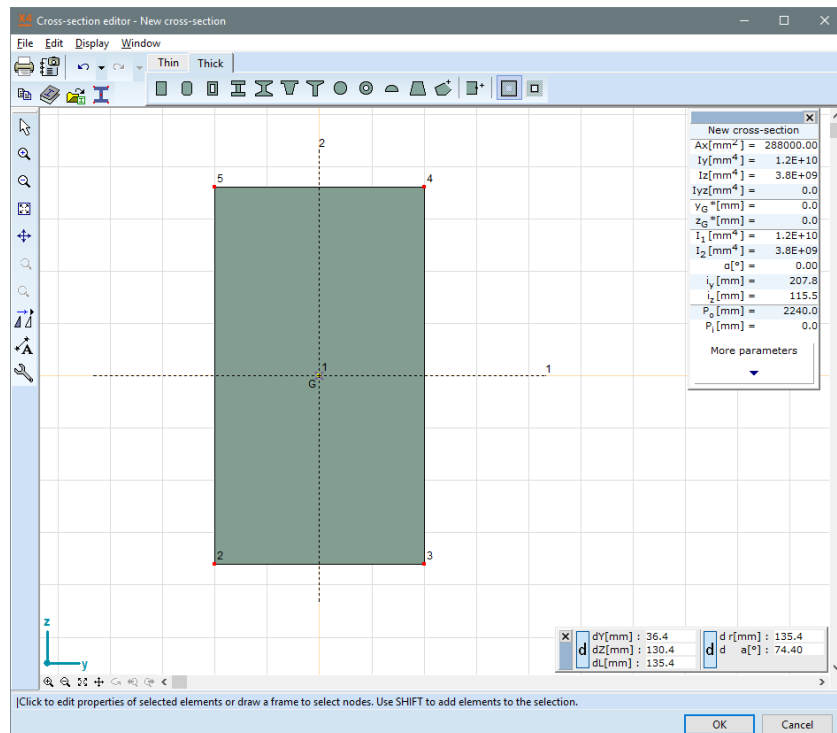 Cross-section editor - New cross-section
File Edit Display Window
Thin Thick
New cross-section
Ax[mm²] = 288000.00
Iy[mm⁴] = 1.2E+10
Iz[mm⁴] = 3.8E+09
Iyz[mm⁴] = 0.0
yG*[mm] = 0.0
zG*[mm] = 0.0
I1[mm⁴] = 1.2E+10
I2[mm⁴] = 3.8E+09
α[°] = 0.00
iy[mm] = 207.8
iz[mm] = 115.5
Po[mm] = 2240.0
Pi[mm] = 0.0
More parameters
2
5 4
1
1
G
2 3
z
y
d
dY[mm] : 36.4
dZ[mm] : 130.4
dL[mm] : 135.4
d
d r[mm] : 135.4
d a[°] : 74.40
Click to edit properties of selected elements or draw a frame to select nodes. Use SHIFT to add elements to the selection.
OK Cancel